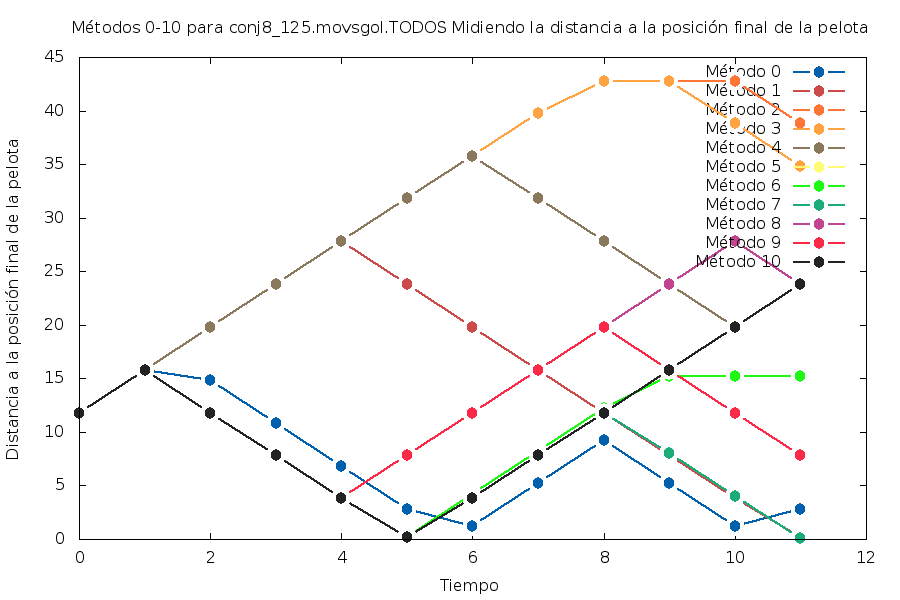 Métodos 0-10 para conj8_125.movsgol.TODOS Midiendo la distancia a la posición final de la pelota
Distancia a la posición final de la pelota
45
40
35
30
25
20
15
10
5
0
Método 0
Método 1
Método 2
Método 3
Método 4
Método 5
Método 6
Método 7
Método 8
Método 9
Método 10
0 2 4 6 8 10 12
Tiempo